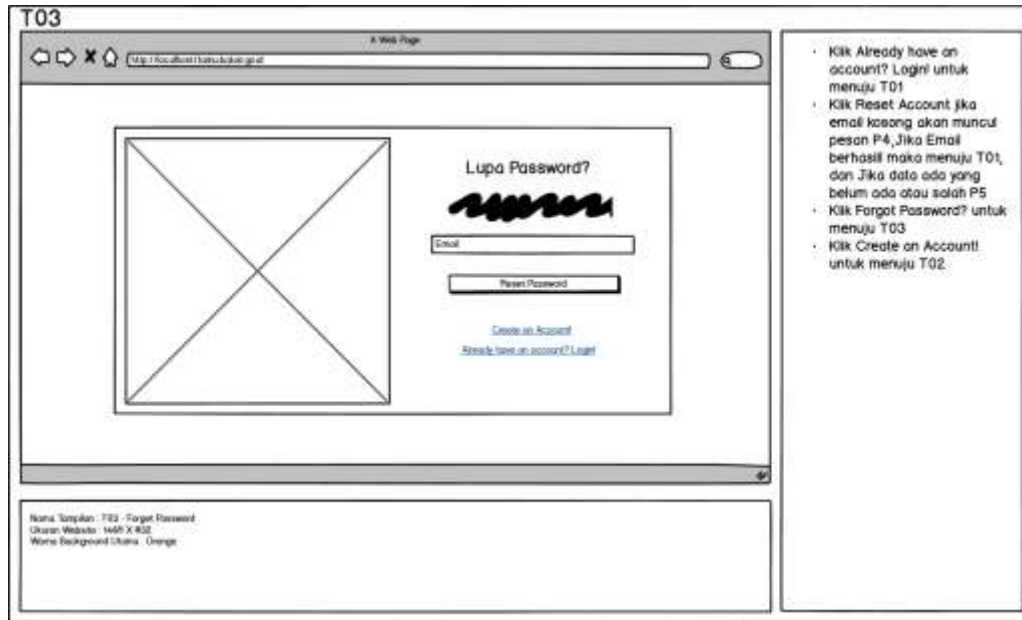 T03
A Web Page
Lupa Password?
Email
Reset Password
Create an Account!
Already have an account? Login!
Klik Already have an
account? Login! untuk
menuju T01
Klik Reset Account jika
email kosong akan muncul
pesan P4,Jika Email
berhasill maka menuju T01,
dan Jika data ada yang
belum ada atau salah P5
Klik Forgot Password? untuk
menuju T03
Klik Create an Account!
untuk menuju T02
Nama Tampilan : T03 - Forget Password
Ukuran Website :
Warna Background Utama : Orange